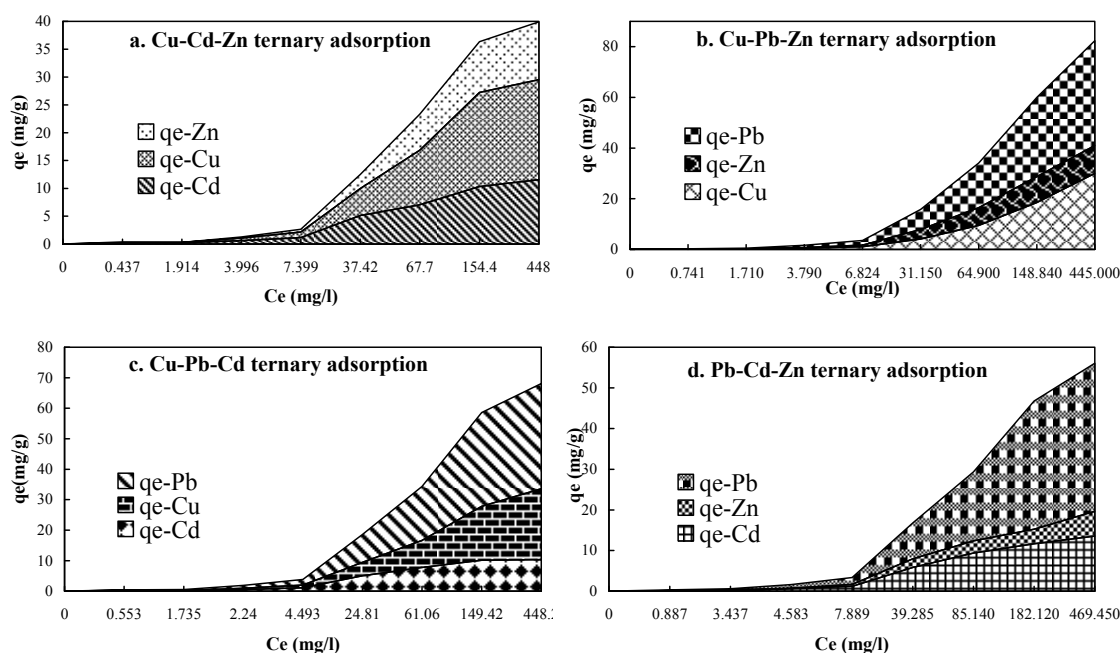 a. Cu-Cd-Zn ternary adsorption
40
35
30
25
20
15
10
5
0
qe (mg/g)
qe-Zn
qe-Cu
qe-Cd
0 0.437 1.914 3.996 7.399 37.42 67.7 154.4 448
Ce (mg/l)
b. Cu-Pb-Zn ternary adsorption
80
60
40
20
0
qe (mg/g)
qe-Pb
qe-Zn
qe-Cu
0 0.741 1.710 3.790 6.824 31.150 64.900 148.840 445.000
Ce (mg/l)
c. Cu-Pb-Cd ternary adsorption
80
70
60
50
40
30
20
10
0
qe(mg/g)
qe-Pb
qe-Cu
qe-Cd
0 0.553 1.735 2.24 4.493 24.81 61.06 149.42 448.
Ce (mg/l)
d. Pb-Cd-Zn ternary adsorption
60
50
40
30
20
10
0
qe (mg/g)
qe-Pb
qe-Zn
qe-Cd
0 0.887 3.437 4.583 7.889 39.285 85.140 182.120 469.450
Ce (mg/l)